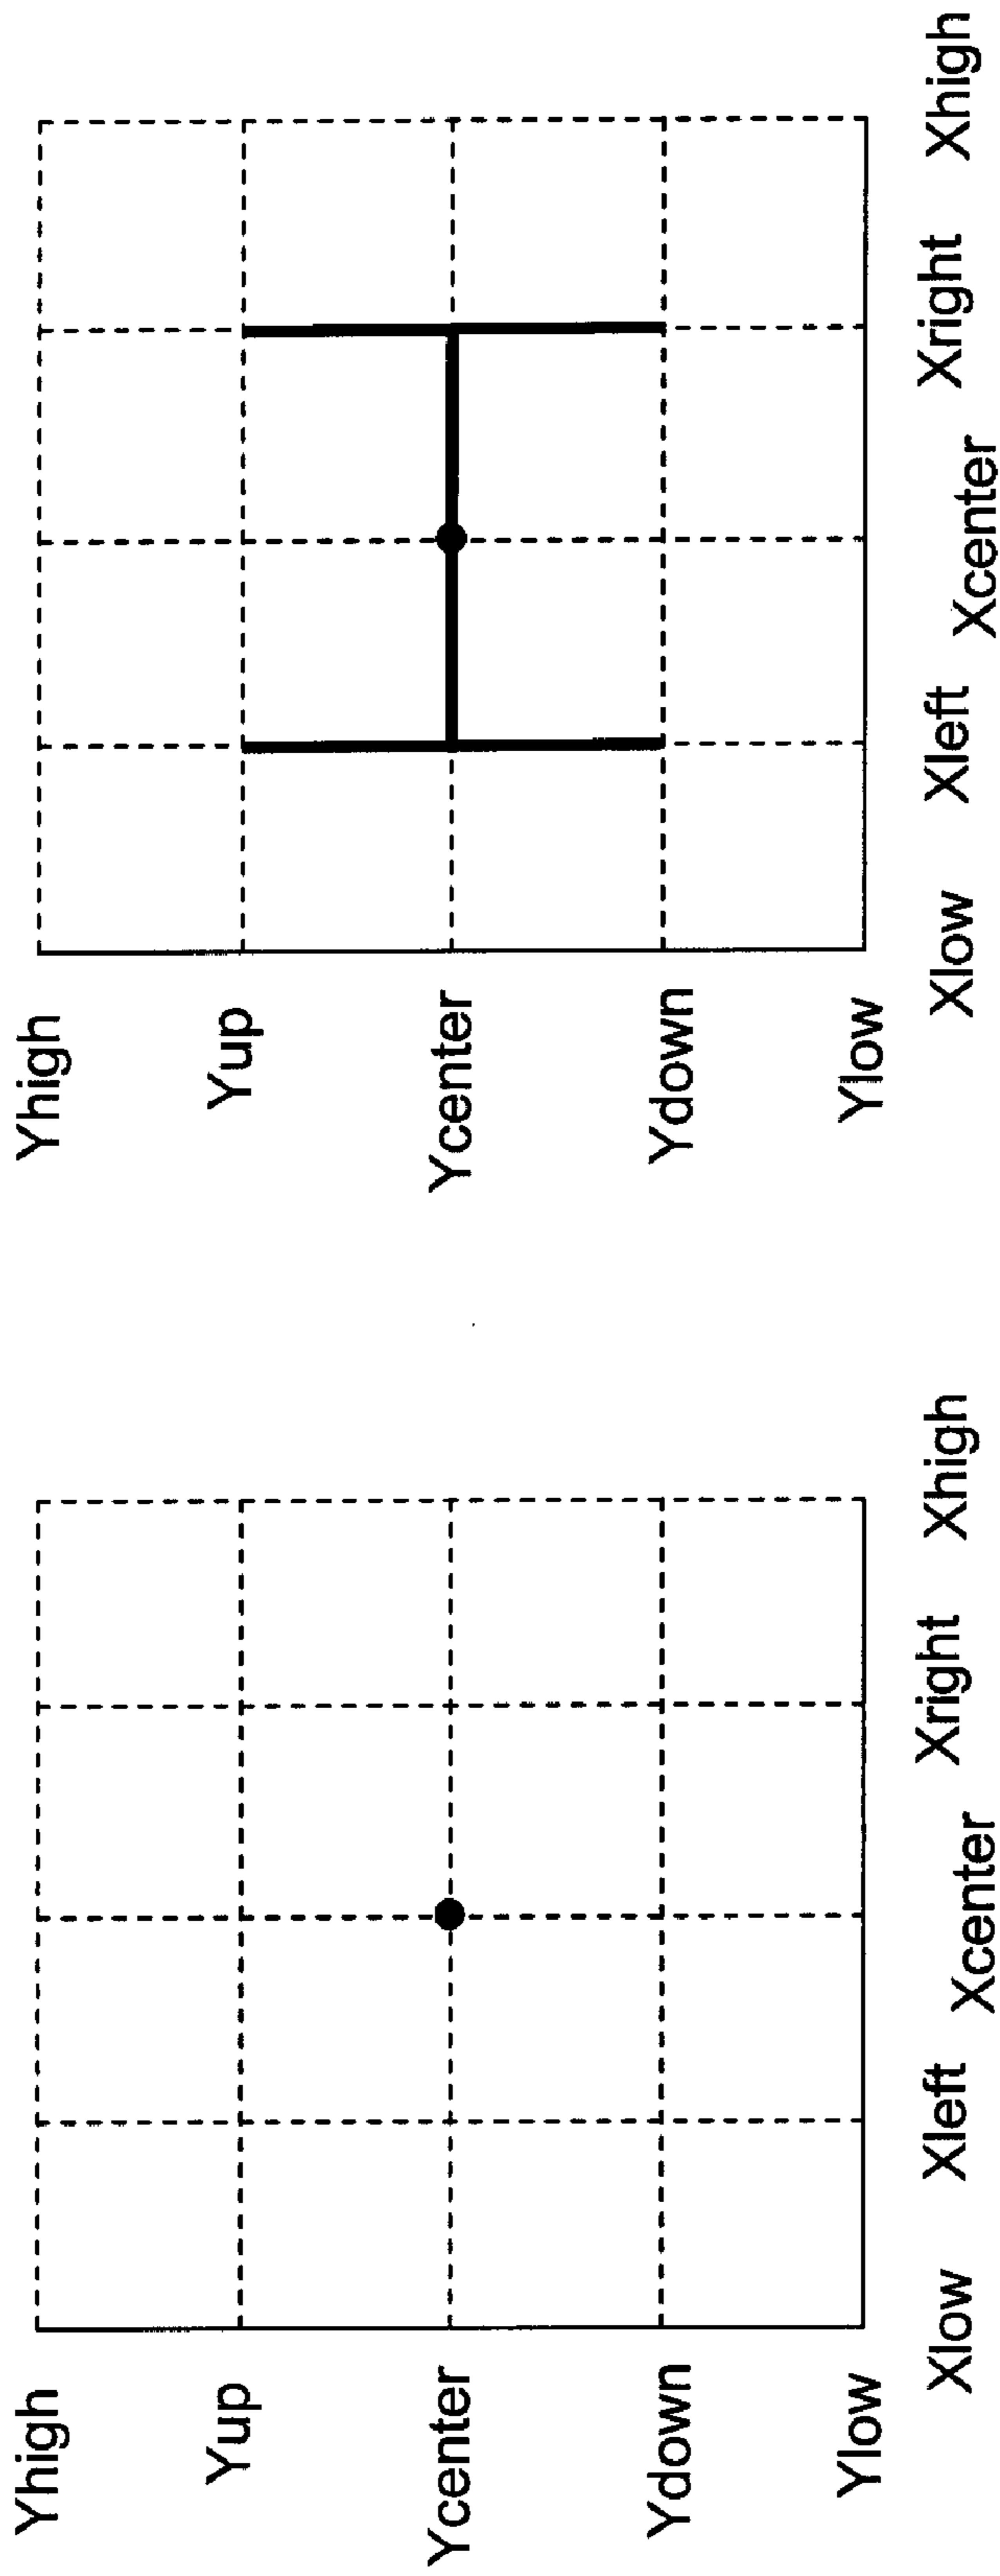 Yhigh
Yup
Ycenter
Ydown
Ylow
Xlow Xleft Xcenter Xright Xhigh
Yhigh
Yup
Ycenter
Ydown
Ylow
Xlow Xleft Xcenter Xright Xhigh